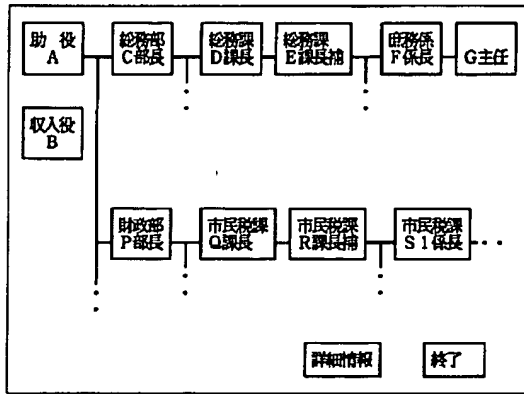 助 役
A
総務部
C部長
総務課
D課長
総務課
E課長補
庶務係
F係長
G主任
収入役
B
財政部
P部長
市民税課
Q課長
市民税課
R課長補
市民税課
S1係長
詳細情報
終了